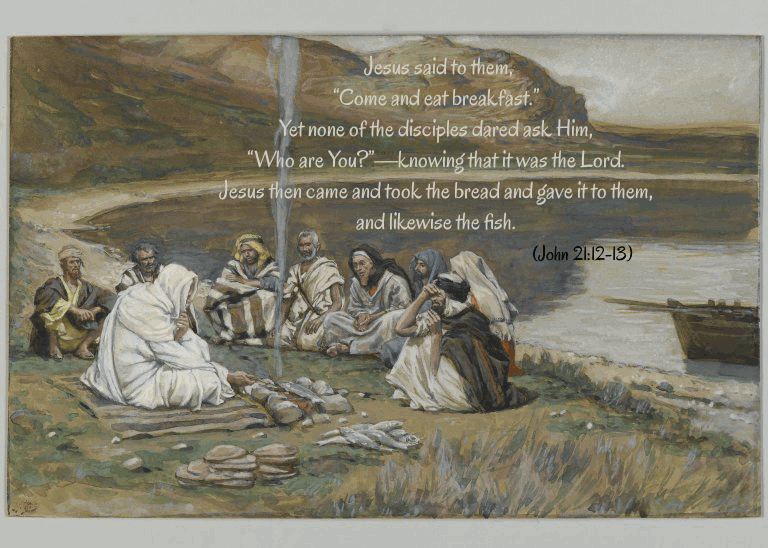 Jesus said to them,
“Come and eat breakfast.”
Yet none of the disciples dared ask Him,
“Who are You?”—knowing that it was the Lord.
Jesus then came and took the bread and gave it to them,
and likewise the fish.
(John 21:12-13)